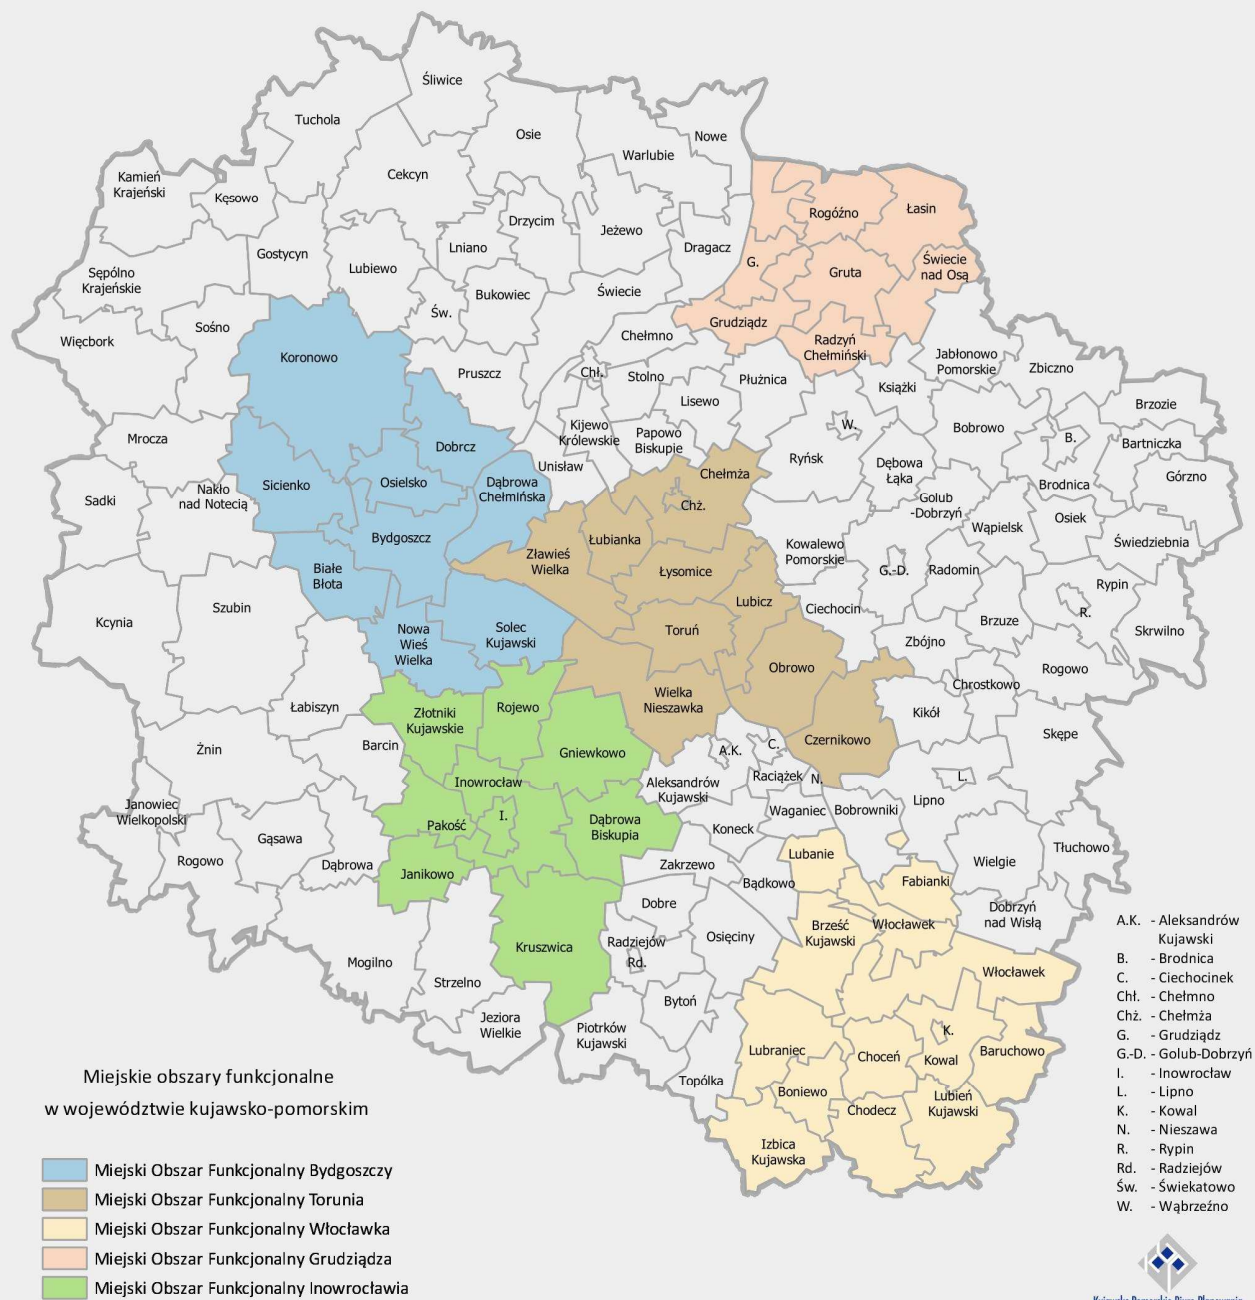 Śliwice
Tuchola
Osie
Nowe
Warlubie
Cekcyn
Kamień
Krajeński
Kęsowo
Rogóźno
Łasin
Drzycim
Jeżewo
Lniano
Dragacz
Gostycyn
Lubiewo
G.
Gruta
Świecie
nad Osą
Sępólno
Krajeńskie
Bukowiec
Świecie
Św.
Grudziądz
Sośno
Więcbork
Chełmno
Radzyń
Chełmiński
Koronowo
Jabłonowo
Pomorskie
Zbiczno
Pruszcz
Chł.
Stolno
Płużnica
Książki
Lisewo
Brzozie
Mrocza
Dobrcz
Kijewo
Królewskie
Papowo
Biskupie
W.
Bobrowo
B.
Bartniczka
Unisław
Ryńsk
Dębowa
Łąka
Chełmża
Górzno
Sadki
Nakło
nad Notecią
Sicienko
Osielsko
Dąbrowa
Chełmińska
Brodnica
Chż.
Golub
-Dobrzyń
Wąpielsk
Osiek
Bydgoszcz
Łubianka
Świedziebnia
Kowalewo
Pomorskie
Zławieś
Wielka
Łysomice
G.-D.
Radomin
Białe
Błota
Rypin
Kcynia
Szubin
Lubicz
Ciechocin
R.
Nowa
Wieś
Wielka
Solec
Kujawski
Toruń
Brzuze
Skrwilno
Zbójno
Obrowo
Rogowo
Wielka
Nieszawka
Chrostkowo
Łabiszyn
Złotniki
Kujawskie
Rojewo
Kikół
Skępe
Żnin
Barcin
Gniewkowo
A.K.
C.
Czernikowo
Inowrocław
Aleksandrów
Kujawski
Raciążek
N.
L.
Janowiec
Wielkopolski
Pakość
I.
Dąbrowa
Biskupia
Waganiec
Bobrowniki
Lipno
Gąsawa
Koneck
Rogowo
Dąbrowa
Janikowo
Zakrzewo
Lubanie
Wielgie
Tłuchowo
Bądkowo
Fabianki
Dobre
Dobrzyń
nad Wisłą
Kruszwica
Radziejów
Rd.
Osięciny
Brześć
Kujawski
Włocławek
Mogilno
Strzelno
Włocławek
Bytoń
Jeziora
Wielkie
Piotrków
Kujawski
K.
Lubraniec
Choceń
Kowal
Baruchowo
Topólka
Boniewo
Chodecz
Lubień
Kujawski
Izbica
Kujawska
A.K. - Aleksandrów
Kujawski
B. - Brodnica
C. - Ciechocinek
Chł. - Chełmno
Chż. - Chełmża
G. - Grudziądz
G.-D. - Golub-Dobrzyń
I. - Inowrocław
L. - Lipno
K. - Kowal
N. - Nieszawa
R. - Rypin
Rd. - Radziejów
Św. - Świekatowo
W. - Wąbrzeźno
Miejskie obszary funkcjonalne
w województwie kujawsko-pomorskim
Miejski Obszar Funkcjonalny Bydgoszczy
Miejski Obszar Funkcjonalny Torunia
Miejski Obszar Funkcjonalny Włocławka
Miejski Obszar Funkcjonalny Grudziądza
Miejski Obszar Funkcjonalny Inowrocławia